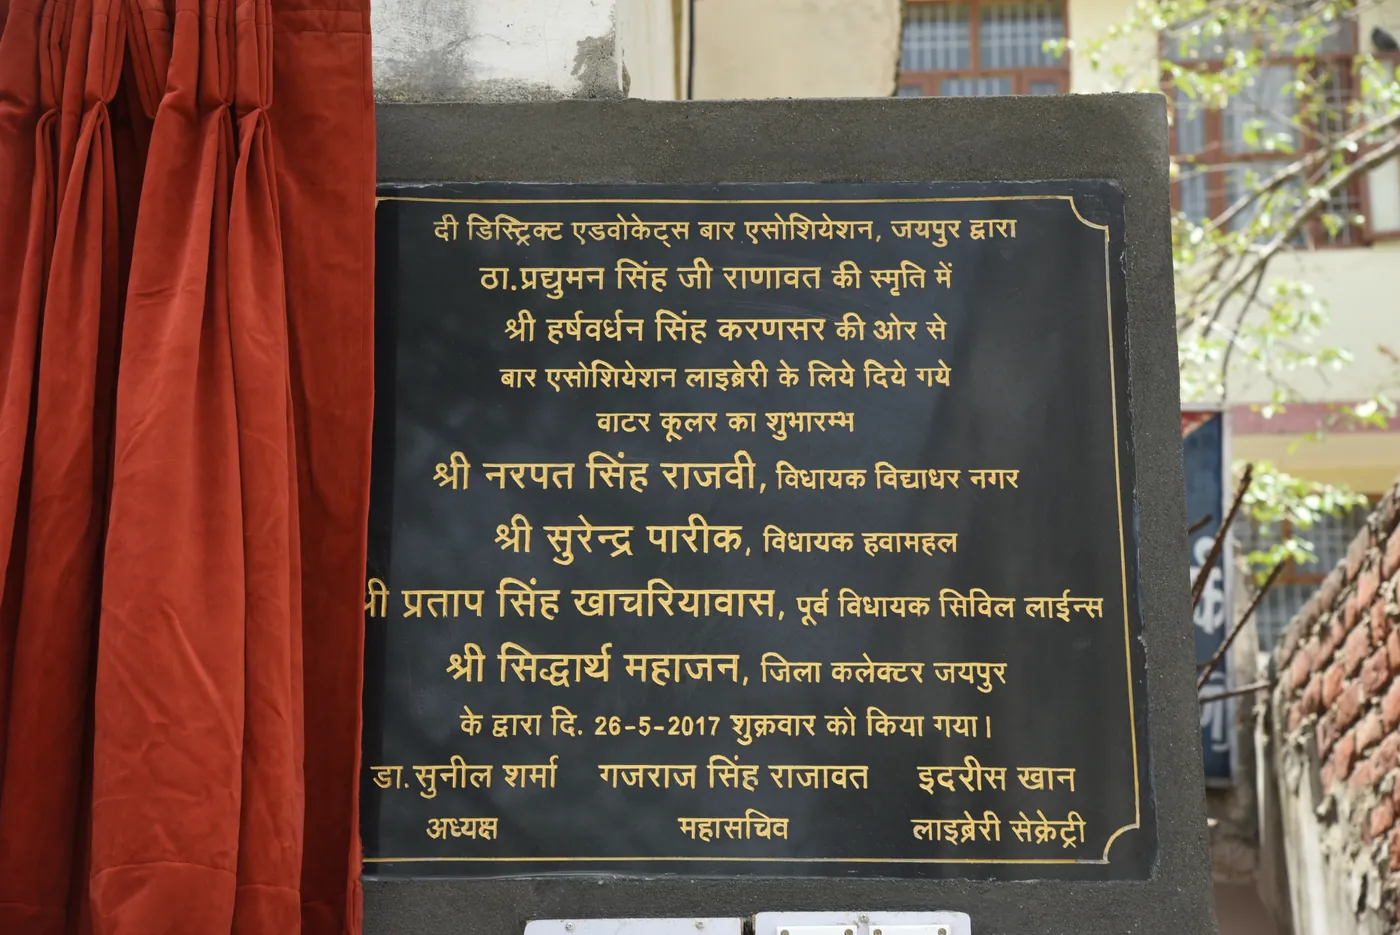 दी डिस्ट्रिक्ट एडवोकेट्स बार एसोशियेशन, जयपुर द्वारा
ठा.प्रद्युमन सिंह जी राणावत की स्मृति में
श्री हर्षवर्धन सिंह करणसर की ओर से
बार एसोशियेशन लाइब्रेरी के लिये दिये गये
वाटर कूलर का शुभारम्भ
श्री नरपत सिंह राजवी, विधायक विद्याधर नगर
श्री सुरेन्द्र पारीक, विधायक हवामहल
श्री प्रताप सिंह खाचरियावास, पूर्व विधायक सिविल लाईन्स
श्री सिद्धार्थ महाजन, जिला कलेक्टर जयपुर
के द्वारा दि. 26-5-2017 शुक्रवार को किया गया।
डा.सुनील शर्मा गजराज सिंह राजावत इदरीस खान
अध्यक्ष महासचिव लाइब्रेरी सेक्रेट्री